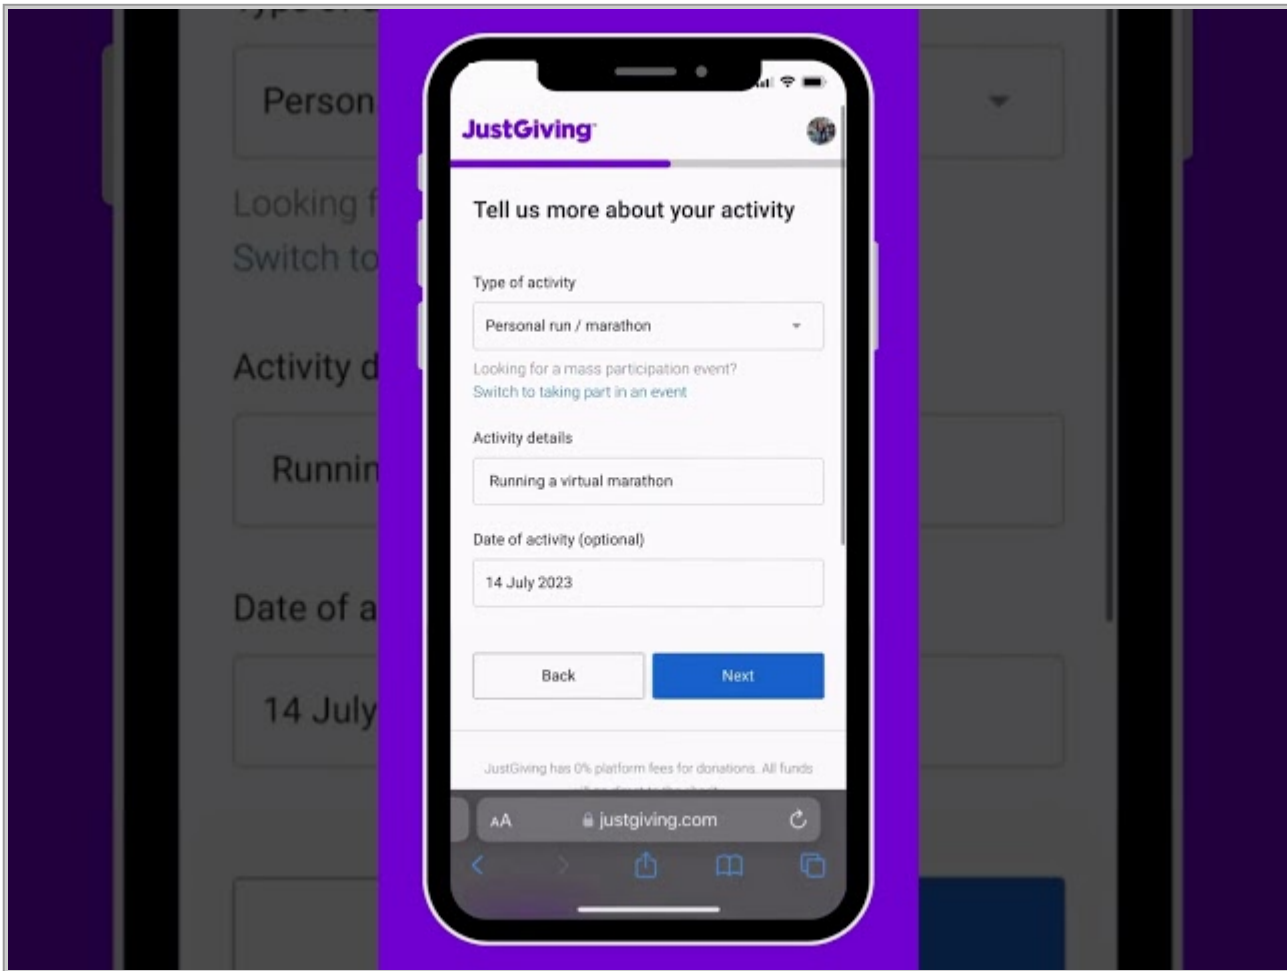 JustGiving
Tell us more about your activity
Type of activity
Personal run / marathon
Looking for a mass participation event?
Switch to taking part in an event
Activity details
Running a virtual marathon
Date of activity (optional)
14 July 2023
Back
Next
JustGiving has 0% platform fees for donations. All funds
AA
justgiving.com
Person
Looking f
Switch to
Activity d
Runnin
Date of a
14 July